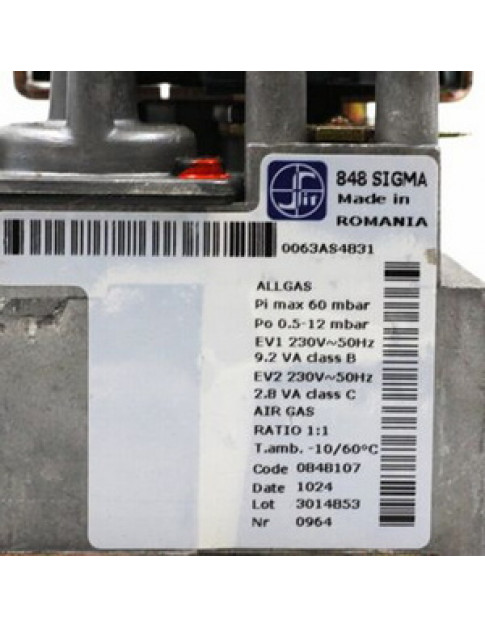 sir
848 SIGMA
Made in
ROMANIA
0063AS4831
ALLGAS
Pi max 60 mbar
Po 0.5-12 mbar
EV1 230V~50Hz
9.2 VA class B
EV2 230V~50Hz
2.8 VA class C
AIR GAS
RATIO 1:1
T.amb. -10/60°C
Code 0848107
Date 1024
Lot 3014853
Nr 0964